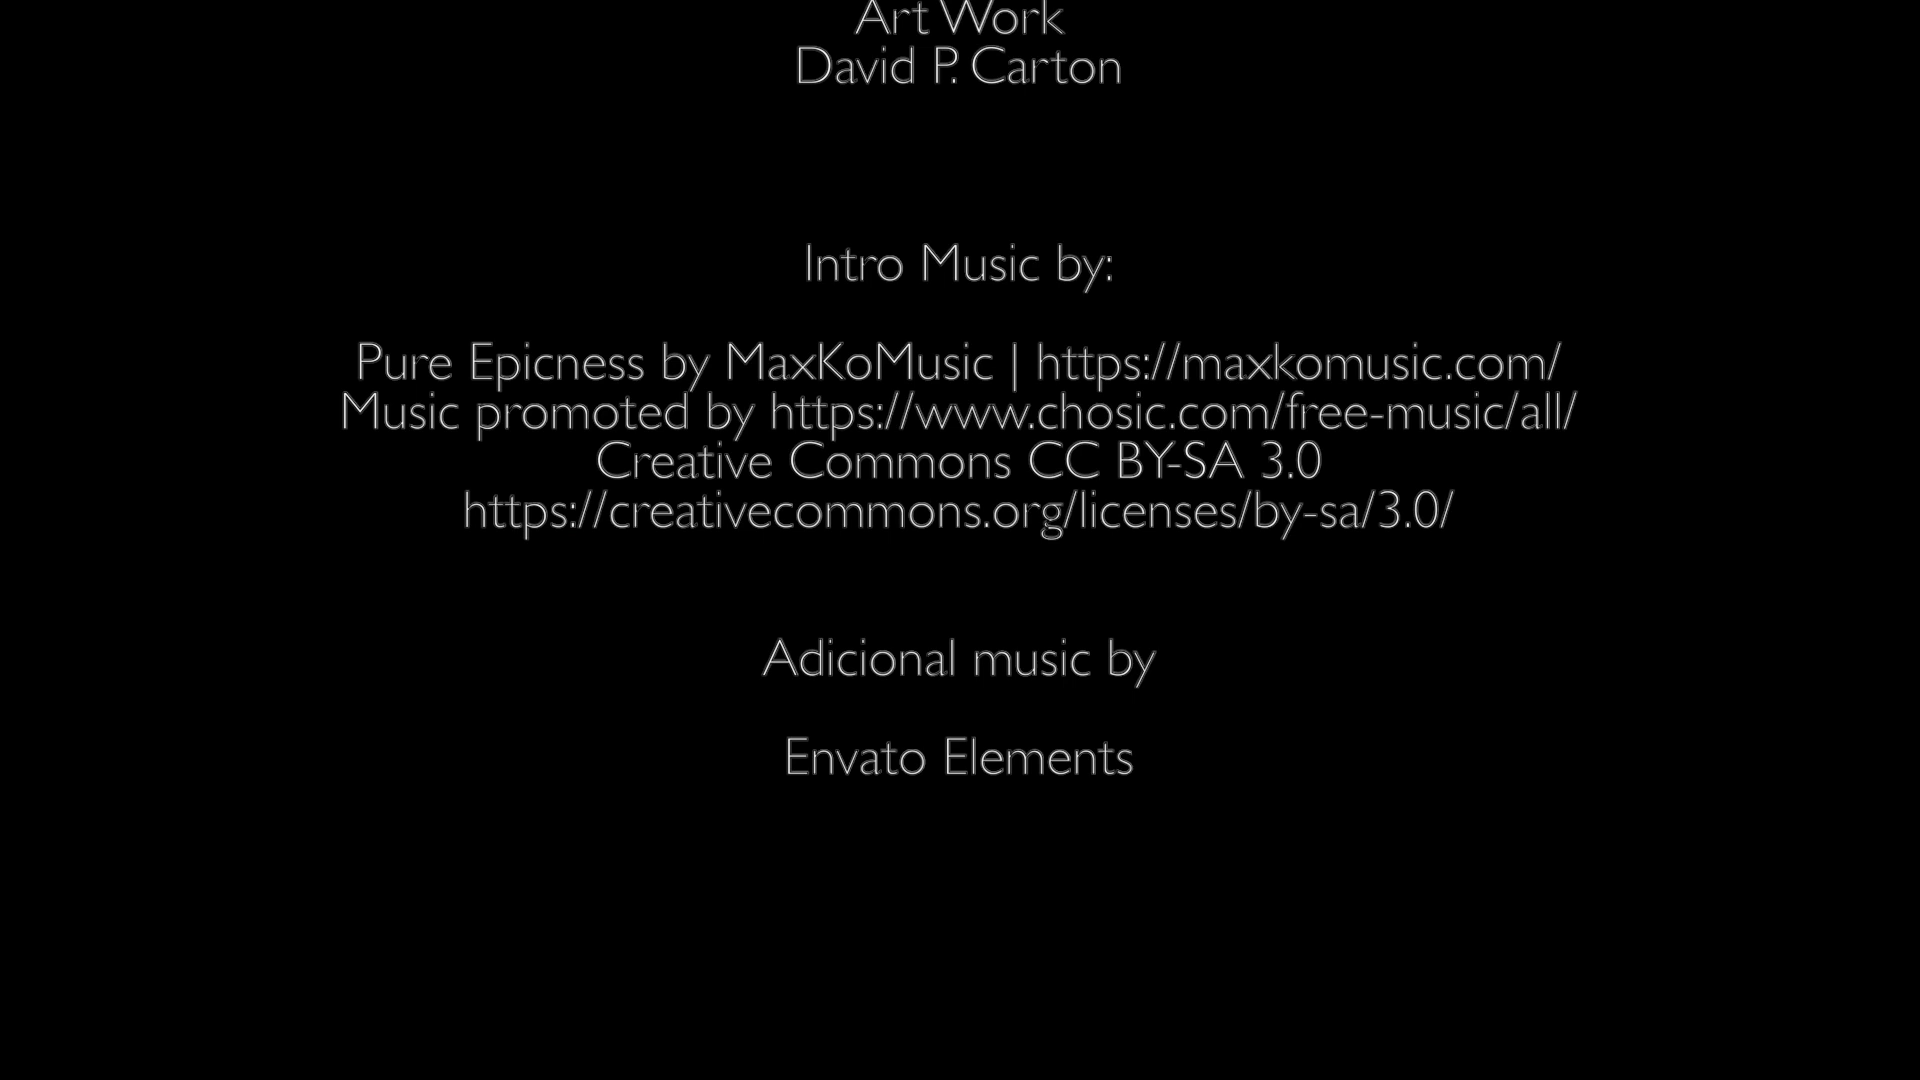 Art Work
David P. Carton
Intro Music by:
Pure Epicness by MaxKoMusic | https://maxkomusic.com/
Music promoted by https://www.chosic.com/free-music/all/
Creative Commons CC BY-SA 3.0
https://creativecommons.org/licenses/by-sa/3.0/
Adicional music by
Envato Elements